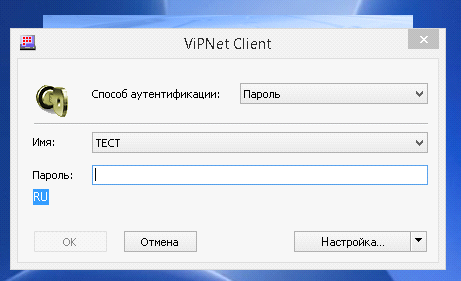 ViPNet Client
Способ аутентификации: Пароль
Имя: ТЕСТ
Пароль:
RU
OK Отмена Настройка...